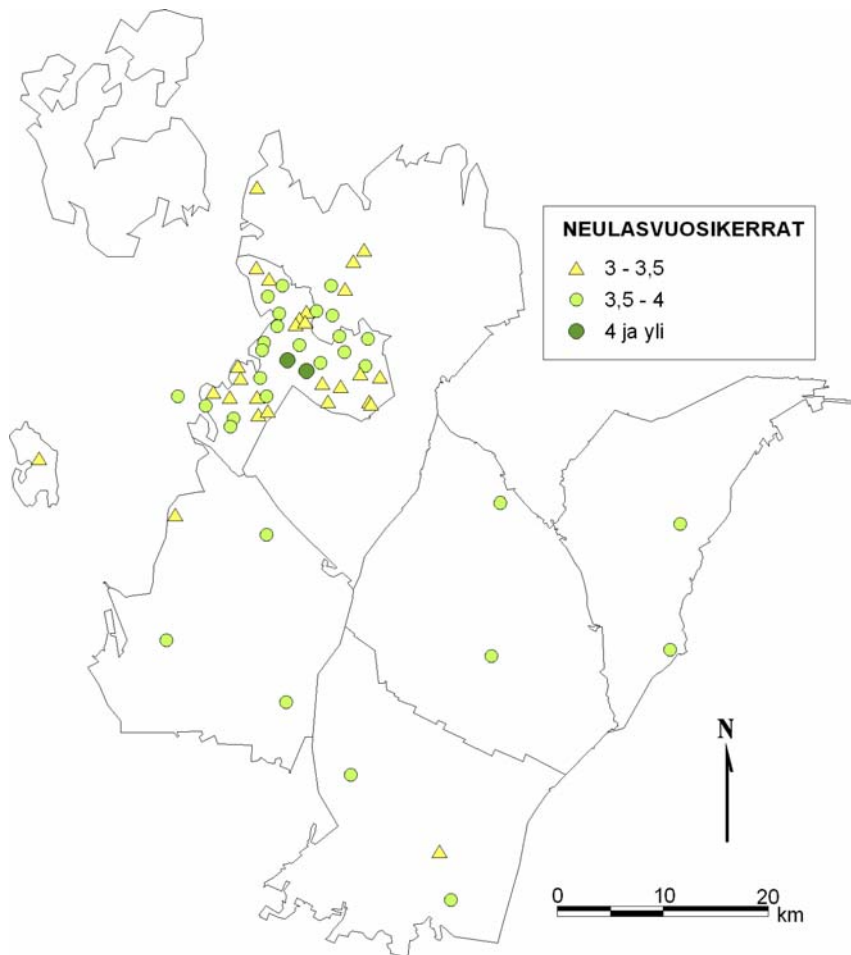 NEULASVUOSIKERRAT
3 - 3,5
3,5 - 4
4 ja yli
N
0 10 20
km